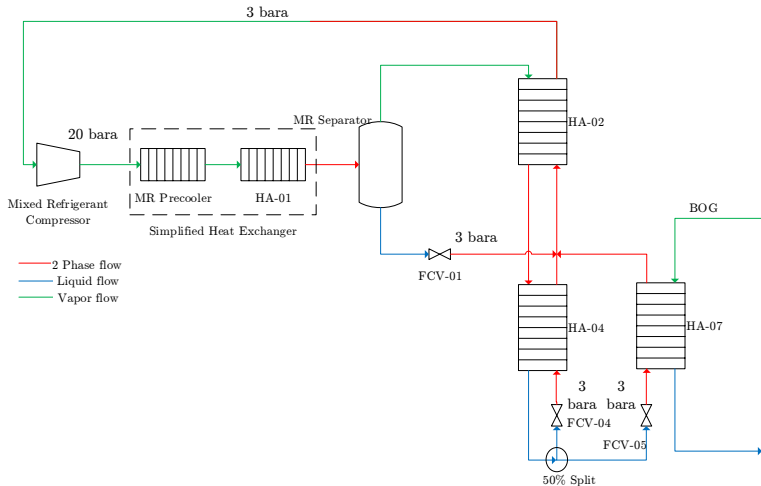 3 bara
20 bara
MR Separator
HA-02
MR Precooler
HA-01
Mixed Refrigerant
Compressor
Simplified Heat Exchanger
BOG
3 bara
FCV-01
2 Phase flow
Liquid flow
Vapor flow
HA-04
HA-07
3
bara
3
bara
FCV-04
FCV-05
50% Split